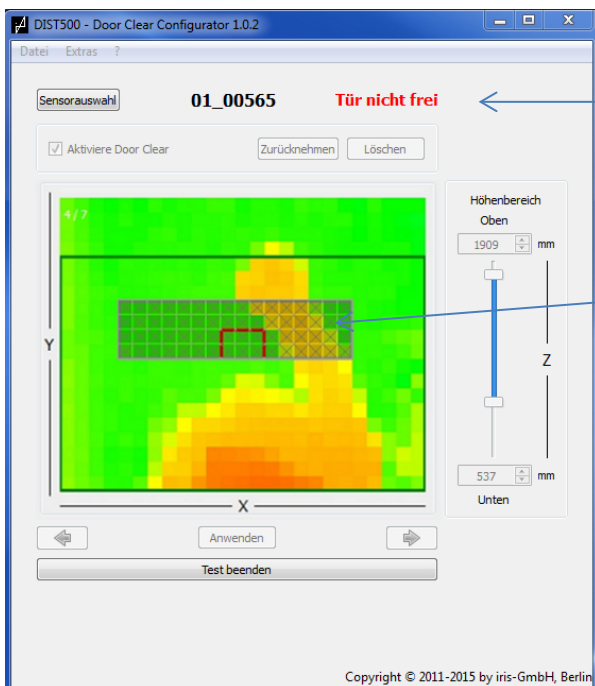 DIST500 - Door Clear Configurator 1.0.2
Datei Extras ?
Sensorauswahl 01_00565 Tür nicht frei
Aktiviere Door Clear Zurücknehmen Löschen
4/7
Höhenbereich
Oben
1909 mm
Y
Z
537 mm
Unten
X
Anwenden
Test beenden
Copyright © 2011-2015 by iris-GmbH, Berlin